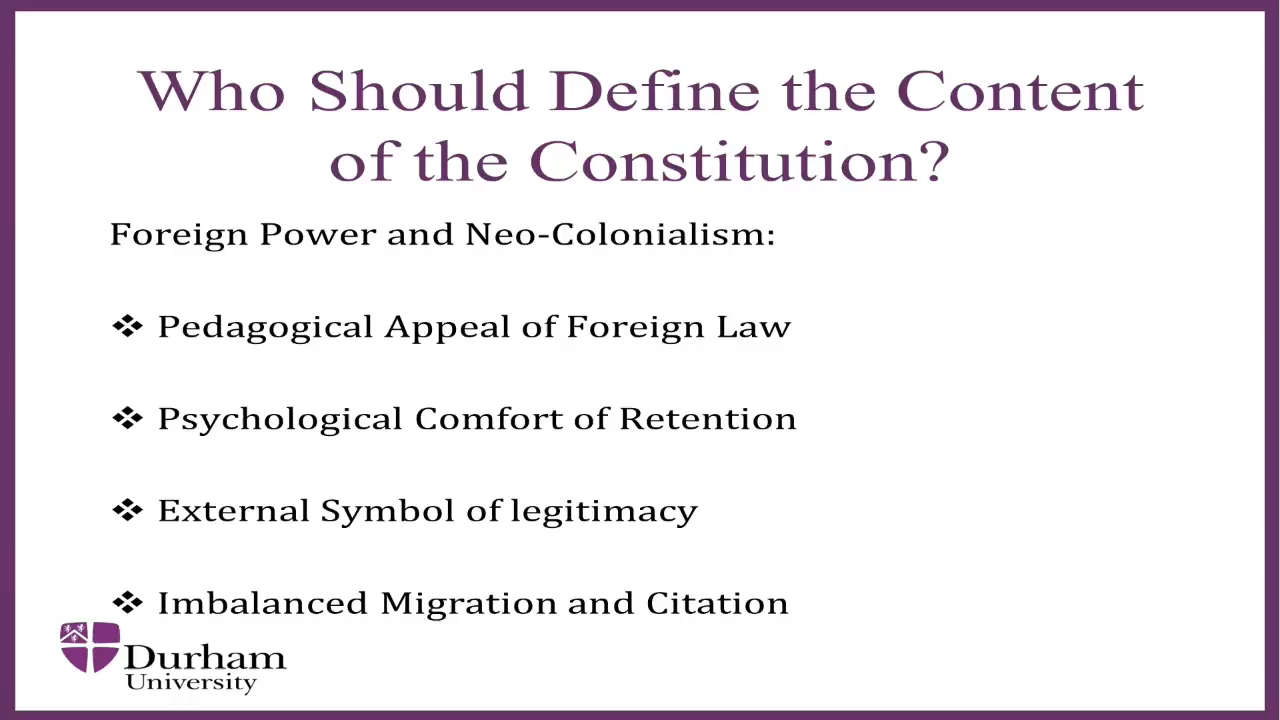 Who Should Define the Content
of the Constitution?
Foreign Power and Neo-Colonialism:
❖ Pedagogical Appeal of Foreign Law
❖ Psychological Comfort of Retention
❖ External Symbol of legitimacy
❖ Imbalanced Migration and Citation
Durham
University